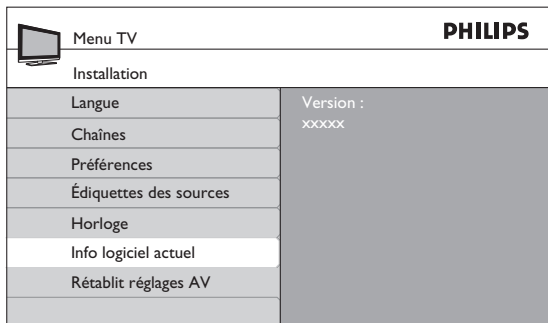 Menu TV
PHILIPS
Installation
Langue
Version :
xxxxx
Chaînes
Préférences
Édiquettes des sources
Horloge
Info logiciel actuel
Rétablit réglages AV